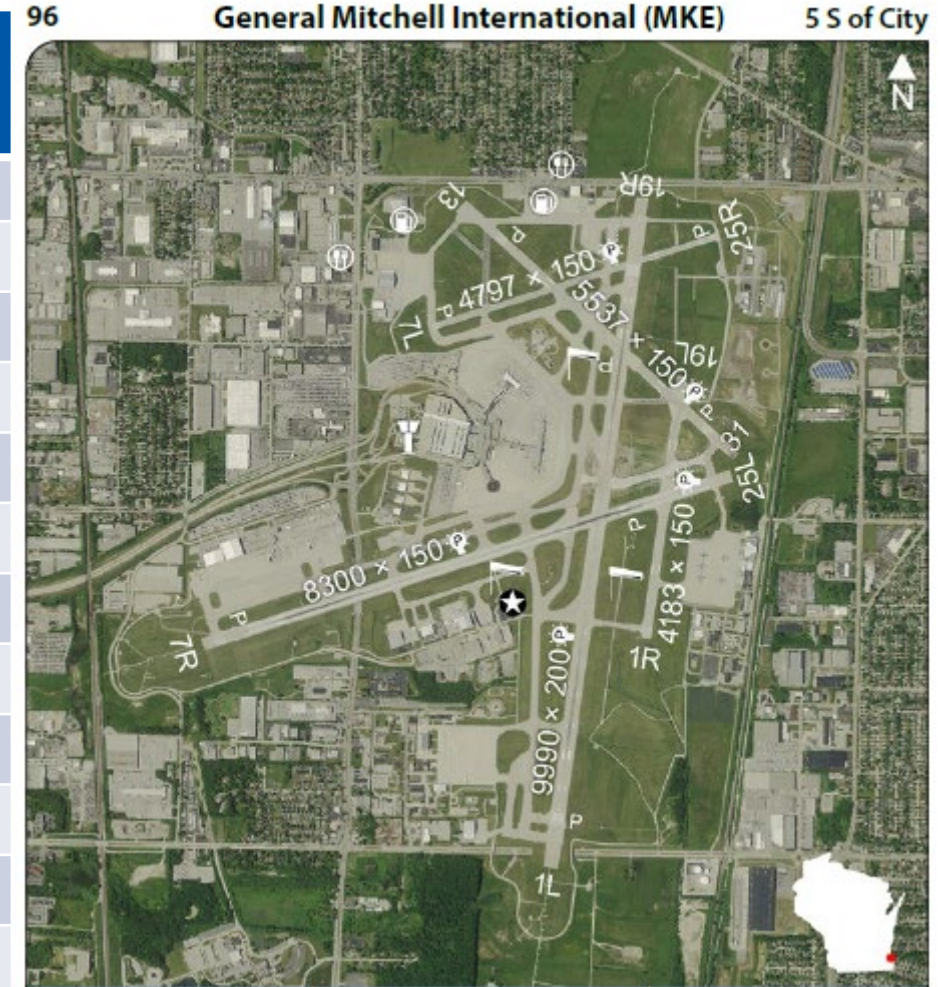 96 General Mitchell International (MKE) 5 S of City
N
19R
13
25R
P
P
P
4797 x 150
P
5537 x 150
7L
19L
P
P
P
31
25L
P
P
8300 x 150
P
4183 x 150
P
7R
P
1R
9990 x 200
P
1L